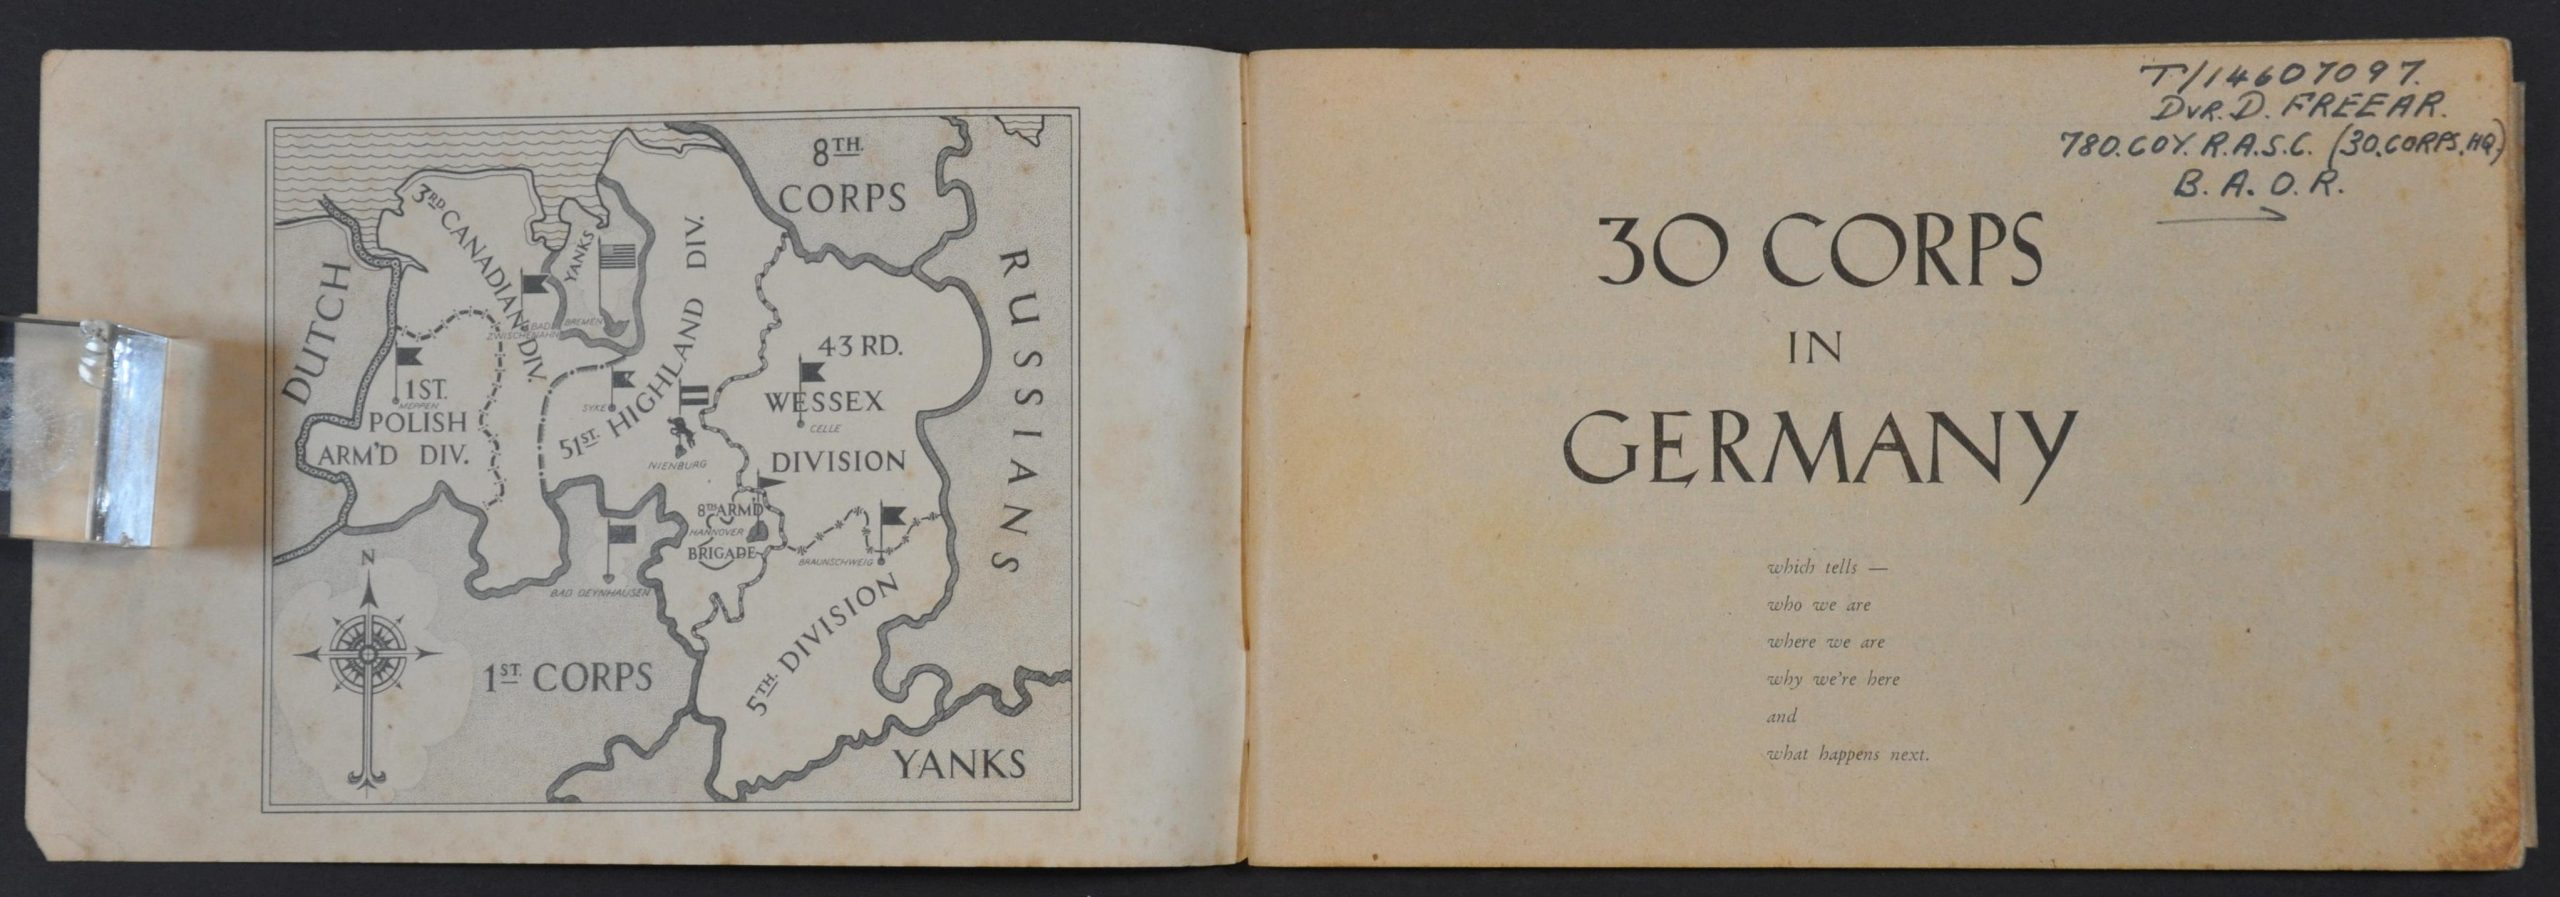 8TH.
CORPS
3RD. CANADIAN DIV.
YANKS
DUTCH
RUSSIANS
BAD
ZWISCHENAHN
BREMEN
51ST. HIGHLAND DIV.
43 RD.
WESSEX
CELLE
DIVISION
1ST.
MEPPEN
POLISH
ARM'D DIV.
SYKE
NIENBURG
8TH ARMD
HANNOVER
BRIGADE
BRAUNSCHWEIG
BAD OEYNHAUSEN
5TH. DIVISION
N
1ST. CORPS
YANKS
T/14607097.
DVR. D. FREEAR.
780. COY. R.A.S.C. (30. CORPS. HQ.)
B. A. O. R.
30 CORPS
IN
GERMANY
which tells —
who we are
where we are
why we're here
and
what happens next.